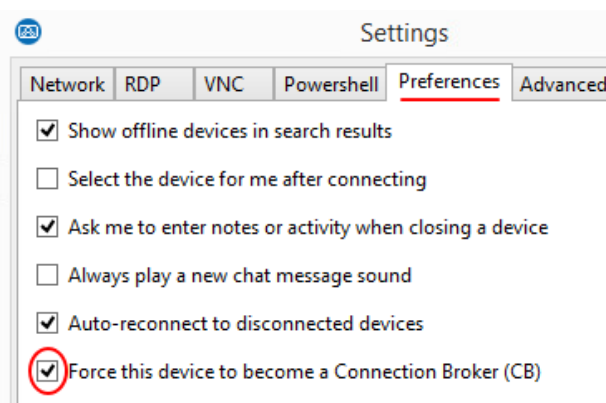 Settings
Network RDP VNC Powershell Preferences Advanced
Show offline devices in search results
Select the device for me after connecting
Ask me to enter notes or activity when closing a device
Always play a new chat message sound
Auto-reconnect to disconnected devices
Force this device to become a Connection Broker (CB)